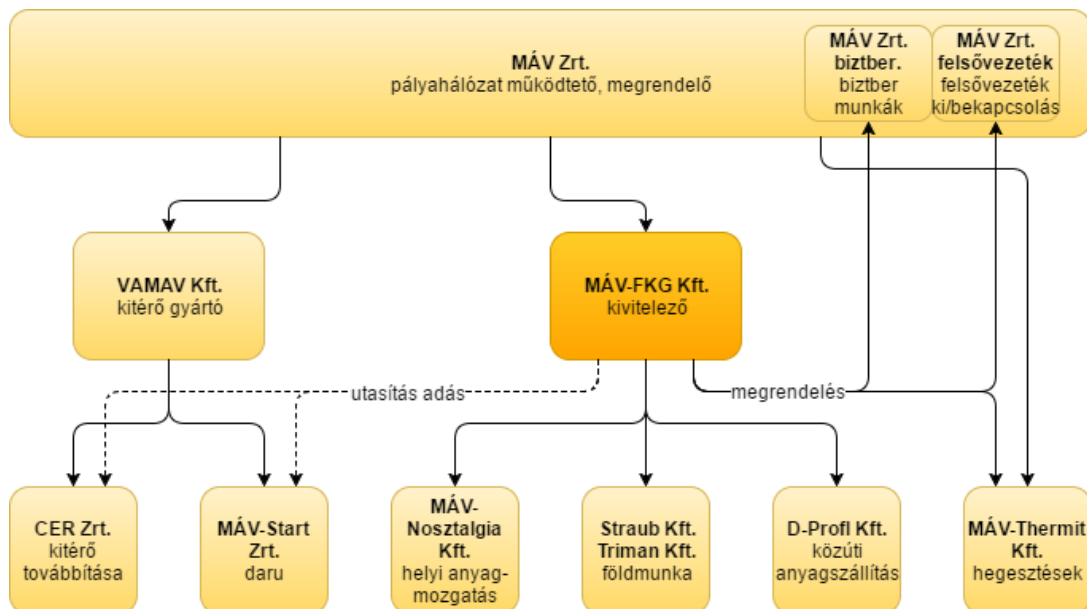 MÁV Zrt.
pályahálózat működtető, megrendelő
MÁV Zrt.
biztber.
biztber
munkák
MÁV Zrt.
felsővezeték
felsővezeték
ki/bekapcsolás
VAMAV Kft.
kitérő gyártó
MÁV-FKG Kft.
kivitelező
utasítás adás
megrendelés
CER Zrt.
kitérő
továbbítása
MÁV-Start
Zrt.
daru
MÁV-
Nosztalgia
Kft.
helyi anyag-
mozgatás
Straub Kft.
Triman Kft.
földmunka
D-Profl Kft.
közúti
anyagszállítás
MÁV-Thermit
Kft.
hegesztések